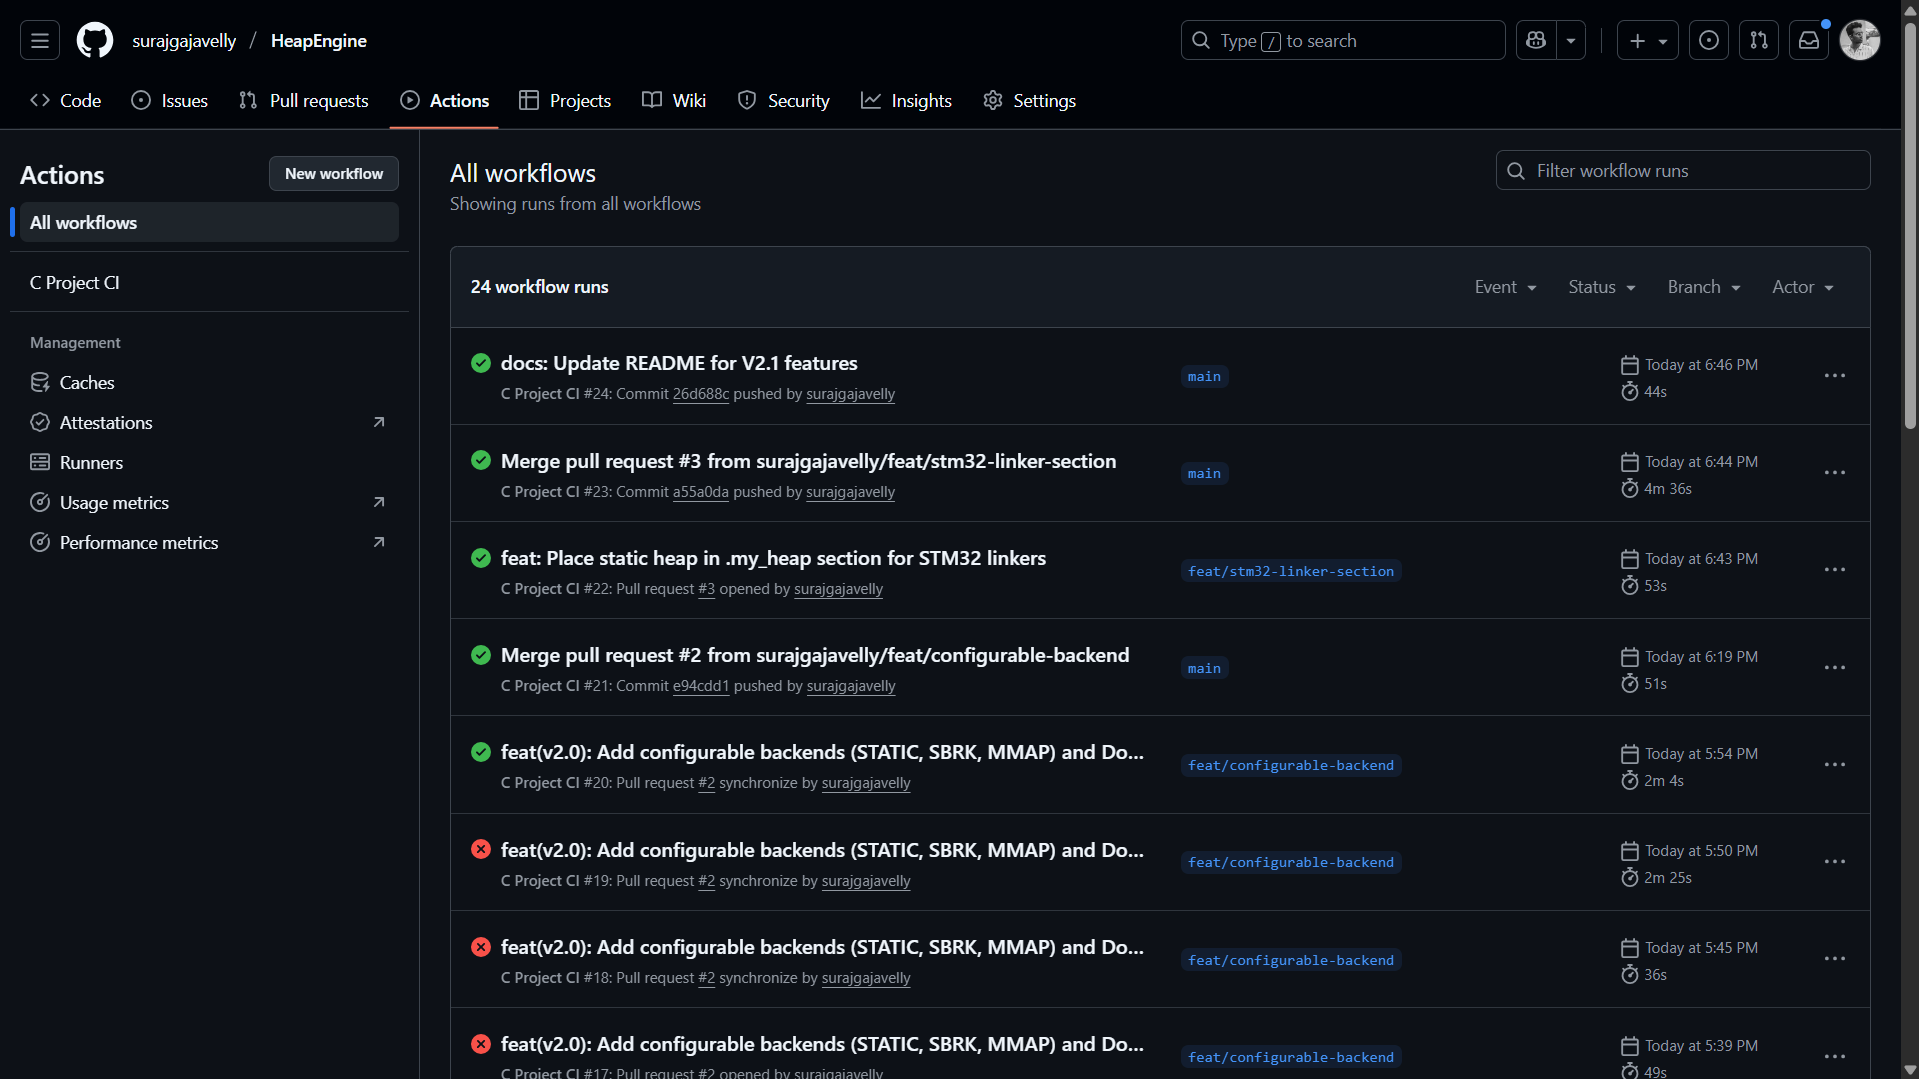 surajgajavelly / HeapEngine
Type / to search
Code Issues Pull requests Actions Projects Wiki Security Insights Settings
Actions
New workflow
All workflows
C Project CI
Management
Caches
Attestations
Runners
Usage metrics
Performance metrics
All workflows
Showing runs from all workflows
Filter workflow runs
24 workflow runs
Event Status Branch Actor
docs: Update README for V2.1 features
C Project CI #24: Commit 26d688c pushed by surajgajavelly
main
Today at 6:46 PM
44s
Merge pull request #3 from surajgajavelly/feat/stm32-linker-section
C Project CI #23: Commit a55a0da pushed by surajgajavelly
main
Today at 6:44 PM
4m 36s
feat: Place static heap in .my_heap section for STM32 linkers
C Project CI #22: Pull request #3 opened by surajgajavelly
feat/stm32-linker-section
Today at 6:43 PM
53s
Merge pull request #2 from surajgajavelly/feat/configurable-backend
C Project CI #21: Commit e94cdd1 pushed by surajgajavelly
main
Today at 6:19 PM
51s
feat(v2.0): Add configurable backends (STATIC, SBRK, MMAP) and Do...
C Project CI #20: Pull request #2 synchronize by surajgajavelly
feat/configurable-backend
Today at 5:54 PM
2m 4s
feat(v2.0): Add configurable backends (STATIC, SBRK, MMAP) and Do...
C Project CI #19: Pull request #2 synchronize by surajgajavelly
feat/configurable-backend
Today at 5:50 PM
2m 25s
feat(v2.0): Add configurable backends (STATIC, SBRK, MMAP) and Do...
C Project CI #18: Pull request #2 synchronize by surajgajavelly
feat/configurable-backend
Today at 5:45 PM
36s
feat(v2.0): Add configurable backends (STATIC, SBRK, MMAP) and Do...
C Project CI #17: Pull request #2 opened by surajgajavelly
feat/configurable-backend
Today at 5:39 PM
49s